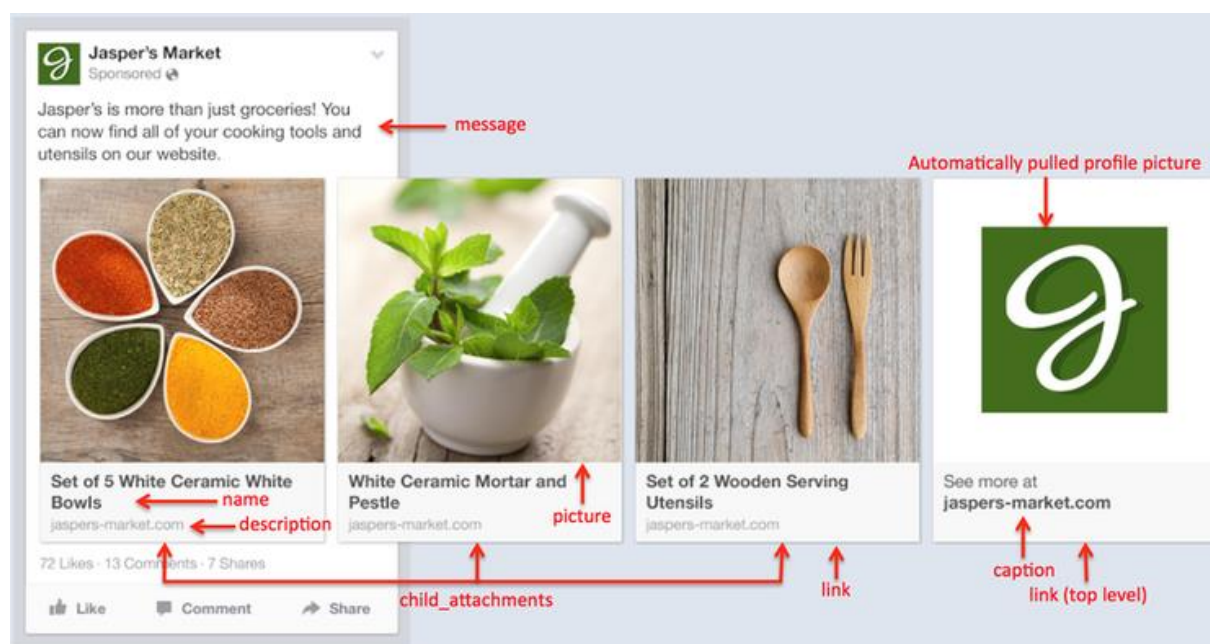 Jasper's Market
Sponsored
Jasper's is more than just groceries! You
can now find all of your cooking tools and
utensils on our website.
message
Automatically pulled profile picture
Set of 5 White Ceramic White
Bowls
name
jaspers-market.com
description
White Ceramic Mortar and
Pestle
jaspers-market.com
picture
Set of 2 Wooden Serving
Utensils
jaspers-market.com
link
See more at
jaspers-market.com
caption
link (top level)
72 Likes · 13 Comments · 7 Shares
child_attachments
Like
Comment
Share